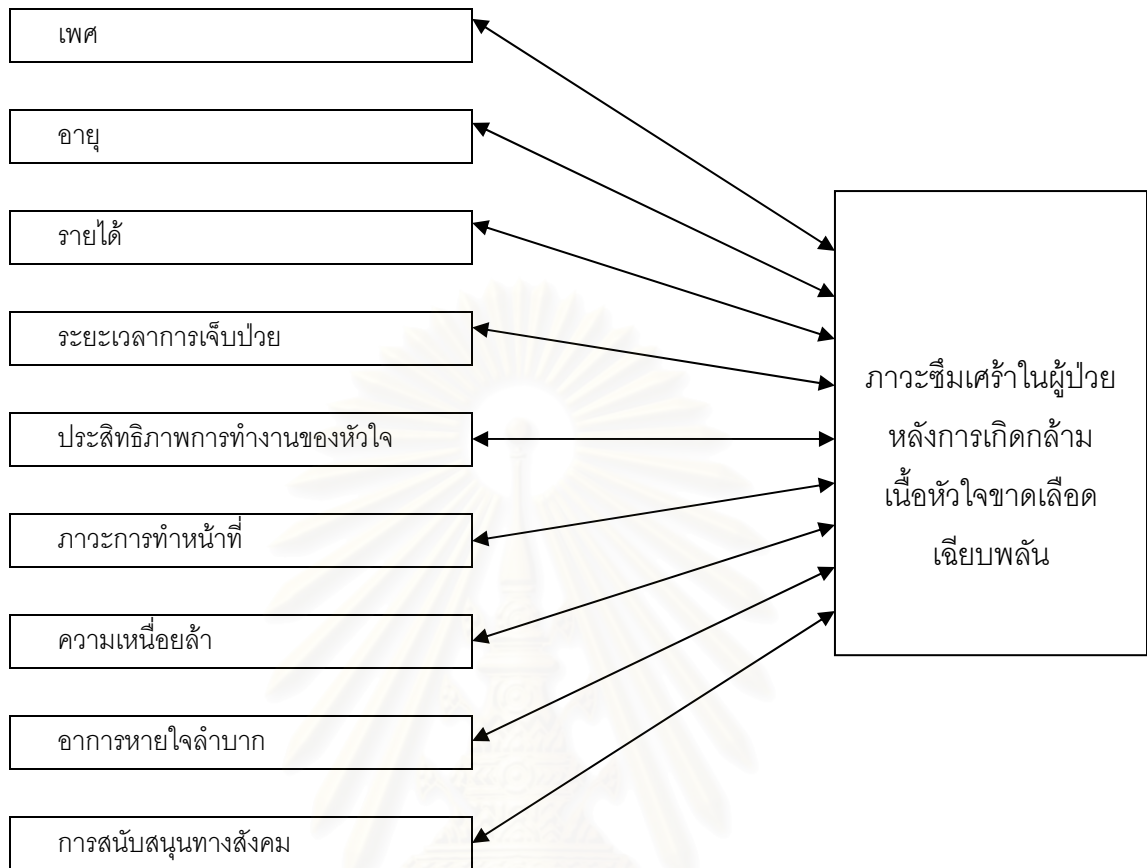 เพศ
อายุ
รายได้
ระยะเวลาการเจ็บป่วย
ประสิทธิภาพการทำงานของหัวใจ
ภาวะการทำหน้าที่
ความเหนื่อยล้า
อาการหายใจลำบาก
การสนับสนุนทางสังคม
ภาวะซึมเศร้าในผู้ป่วย
หลังการเกิดกล้าม
เนื้อหัวใจขาดเลือด
เฉียบพลัน